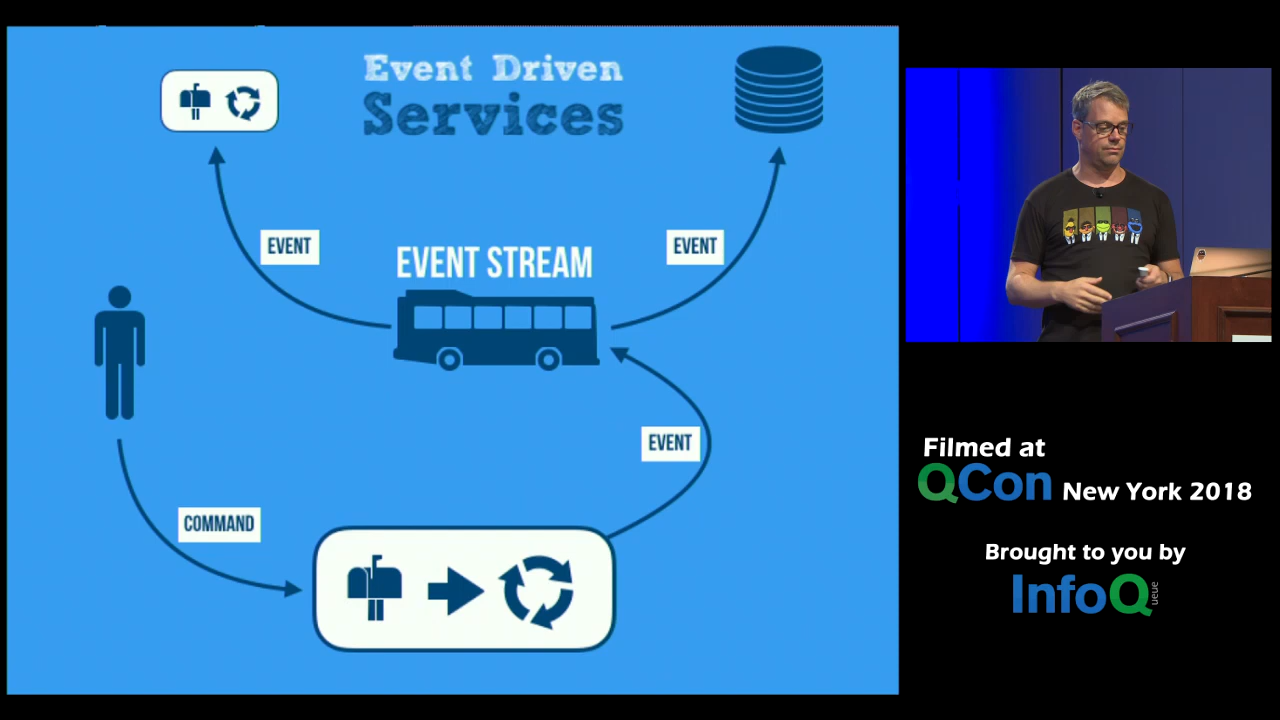 Event Driven
Services
EVENT
EVENT STREAM
EVENT
EVENT
COMMAND
Filmed at
QCon New York 2018
Brought to you by
InfoQueue